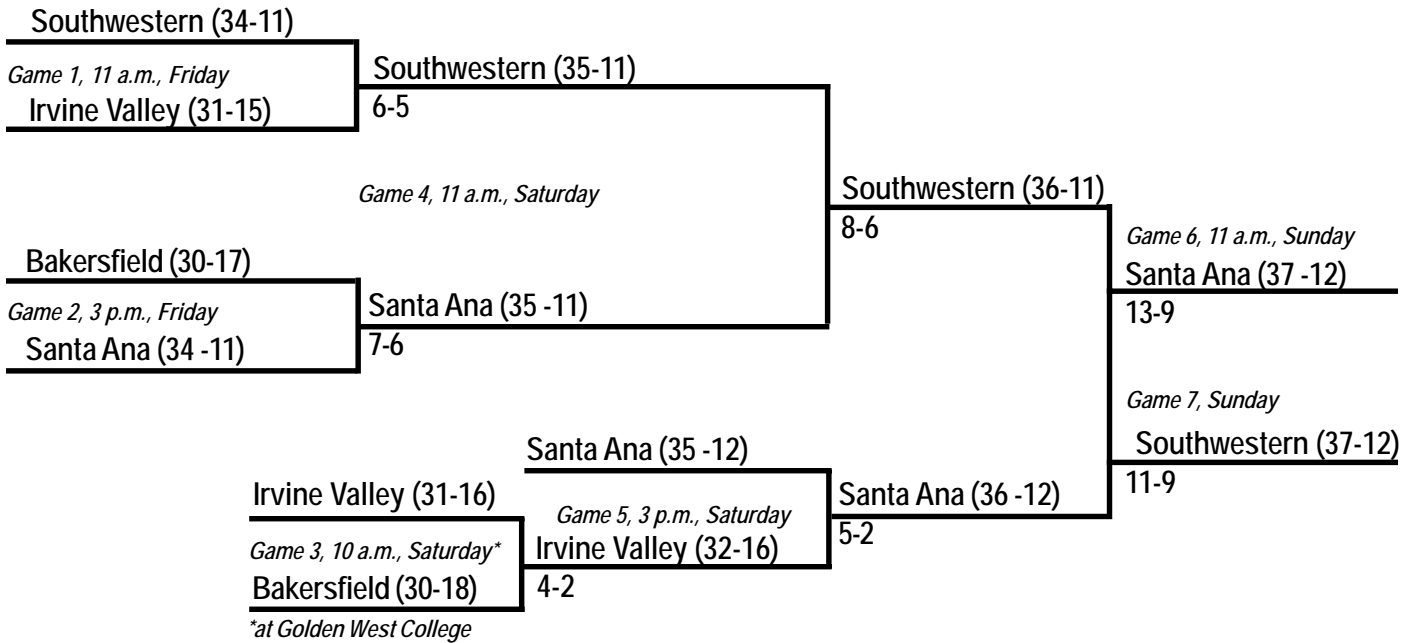 Southwestern (34-11)
Game 1, 11 a.m., Friday
Irvine Valley (31-15)
Southwestern (35-11)
6-5
Game 4, 11 a.m., Saturday
Bakersfield (30-17)
Game 2, 3 p.m., Friday
Santa Ana (34 -11)
Santa Ana (35 -11)
7-6
Southwestern (36-11)
8-6
Game 6, 11 a.m., Sunday
Santa Ana (37 -12)
13-9
Game 7, Sunday
Southwestern (37-12)
11-9
Santa Ana (35 -12)
Irvine Valley (31-16)
Game 5, 3 p.m., Saturday
Santa Ana (36 -12)
5-2
Game 3, 10 a.m., Saturday*
Irvine Valley (32-16)
4-2
Bakersfield (30-18)
*at Golden West College